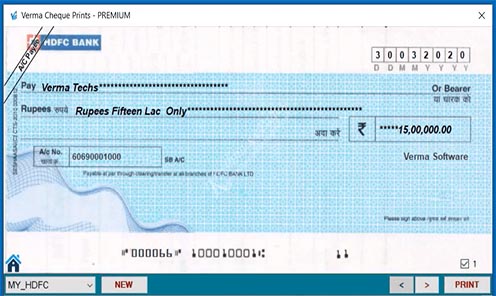 Verma Cheque Prints - PREMIUM
A/C Payee
HDFC BANK
3 0 0 3 2 0 2 0
D D M M Y Y Y Y
Pay Verma Techs********************************
Or Bearer
या धारक को
Rupees रुपये Rupees Fifteen Lac Only********************************************
अदा करे ₹ *****15,00,000.00
A/c No. 60690001000 SB A/C
Verma Software
Payable at par through clearing/transfer at all branches of HDFC BANK LTD
Please sign above
⑈000066⑈ 100010001⑆ 11
1
MY_HDFC NEW < > PRINT